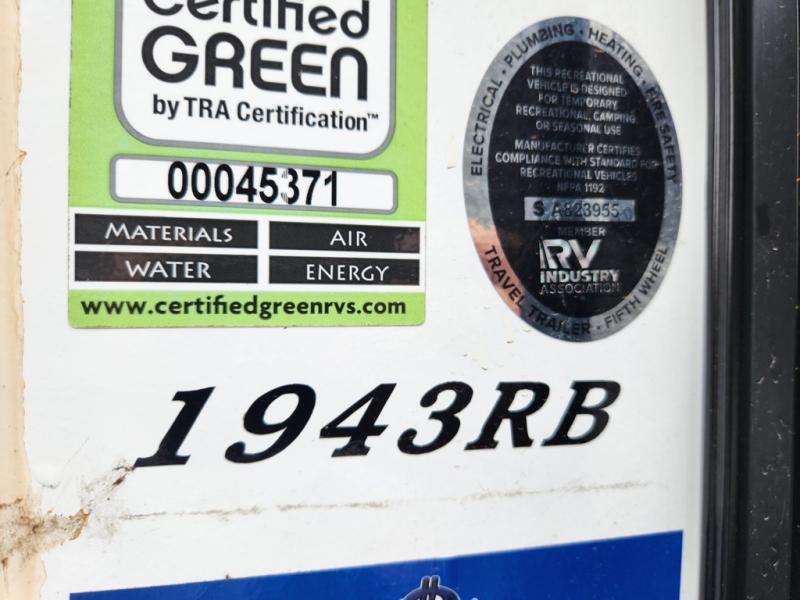 Certified
GREEN
by TRA Certification™
00045371
MATERIALS
AIR
WATER
ENERGY
www.certifiedgreenrvs.com
ELECTRICAL • PLUMBING • HEATING • FIRE SAFETY
THIS RECREATIONAL
VEHICLE IS DESIGNED
FOR TEMPORARY
RECREATIONAL, CAMPING,
OR SEASONAL USE
MANUFACTURER CERTIFIES
COMPLIANCE WITH STANDARD FOR
RECREATIONAL VEHICLES
NFPA 1192
S A823955
MEMBER
RV
INDUSTRY
ASSOCIATION
TRAVEL TRAILER • FIFTH WHEEL
1943RB